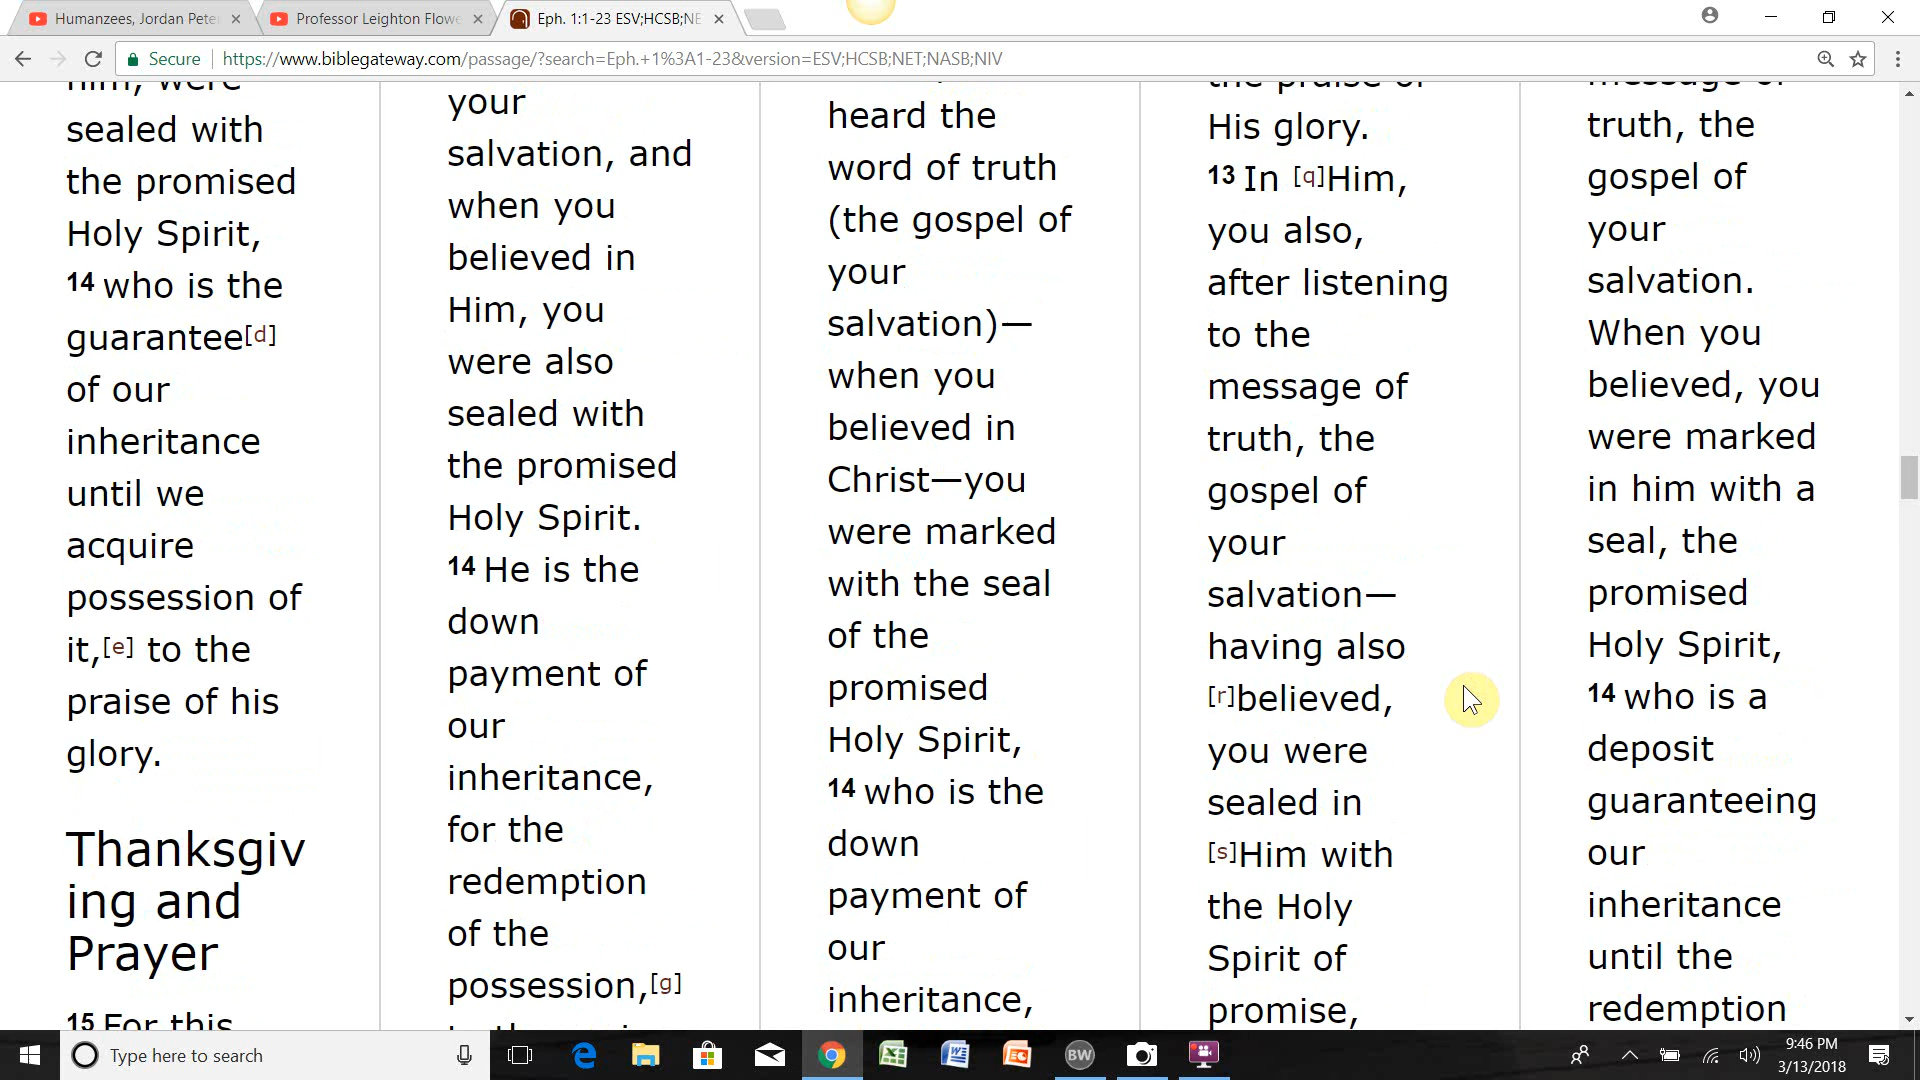 Humanzees, Jordan Pete
Professor Leighton Flowe
Eph. 1:1-23 ESV;HCSB;NE
Secure
https://www.biblegateway.com/passage/?search=Eph.+1%3A1-23&version=ESV;HCSB;NET;NASB;NIV
him, were
sealed with
the promised
Holy Spirit,
14 who is the
guarantee[d]
of our
inheritance
until we
acquire
possession of
it,[e] to the
praise of his
glory.
Thanksgiv
ing and
Prayer
15 For this
your
salvation, and
when you
believed in
Him, you
were also
sealed with
the promised
Holy Spirit.
14 He is the
down
payment of
our
inheritance,
for the
redemption
of the
possession,[g]
heard the
word of truth
(the gospel of
your
salvation)—
when you
believed in
Christ—you
were marked
with the seal
of the
promised
Holy Spirit,
14 who is the
down
payment of
our
inheritance,
the praise of
His glory.
13 In [q]Him,
you also,
after listening
to the
message of
truth, the
gospel of
your
salvation—
having also
[r]believed,
you were
sealed in
[s]Him with
the Holy
Spirit of
promise,
message of
truth, the
gospel of
your
salvation.
When you
believed, you
were marked
in him with a
seal, the
promised
Holy Spirit,
14 who is a
deposit
guaranteeing
our
inheritance
until the
redemption
Type here to search
BW
9:46 PM
3/13/2018